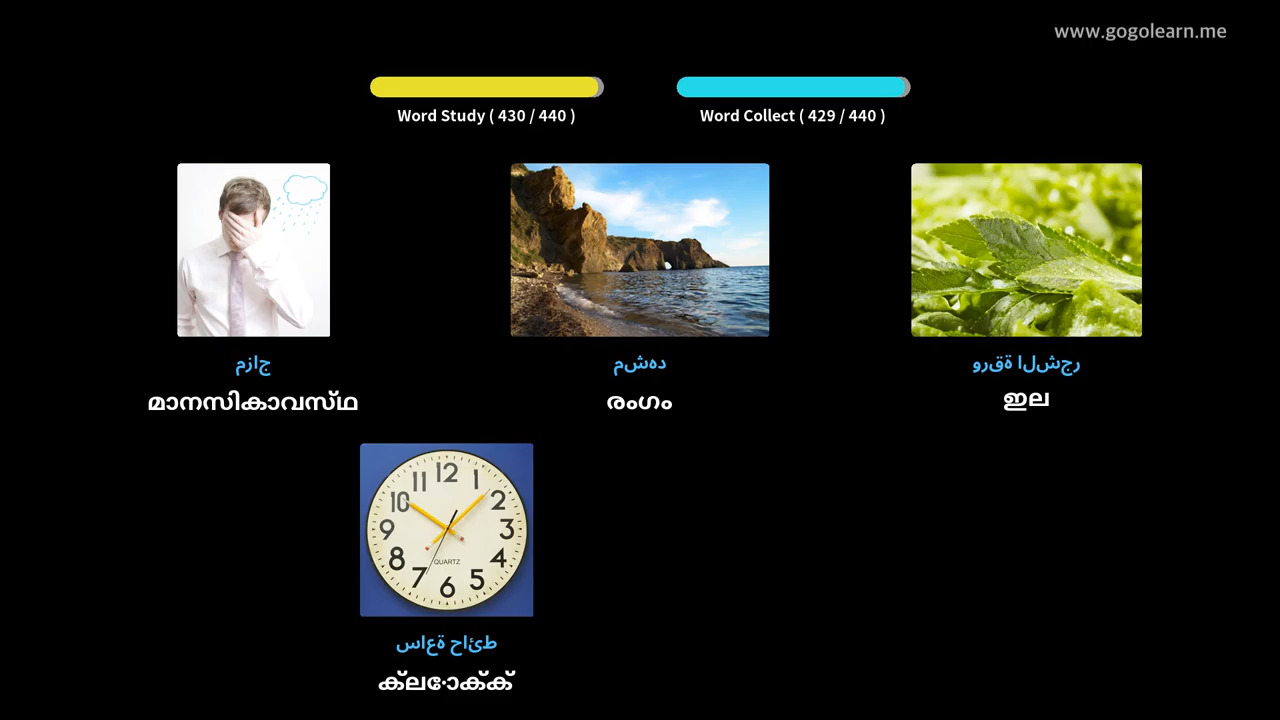 www.gogolearn.me
Word Study ( 430 / 440 )
Word Collect ( 429 / 440 )
مزاج
മാനസികാവസ്ഥ
مشهد
രംഗം
ورقة الشجر
ഇല
12
1
2
3
4
5
6
7
8
9
10
11
QUARTZ
ساعة حائط
ക്ലോക്ക്